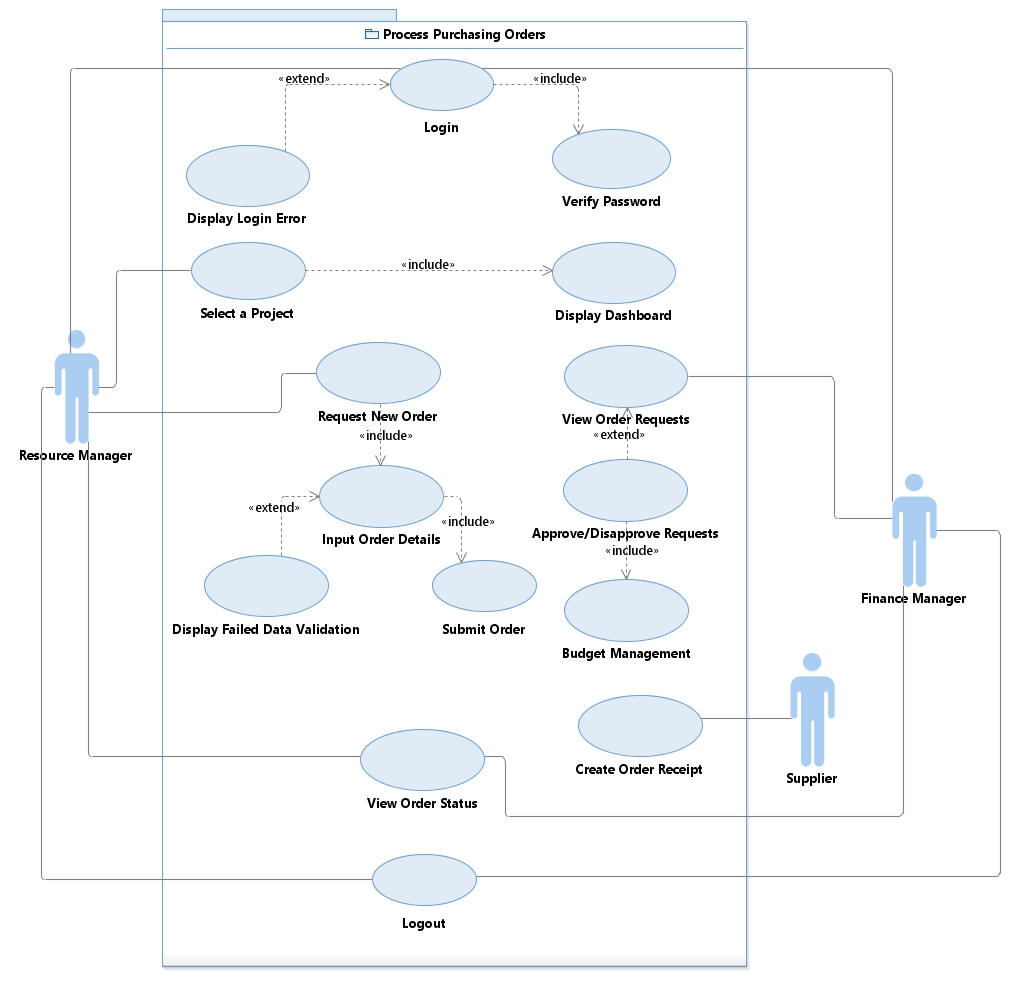 Process Purchasing Orders
«extend»
«include»
Login
Verify Password
Display Login Error
«include»
Select a Project
Display Dashboard
Request New Order
View Order Requests
«include»
«extend»
Resource Manager
«extend»
«include»
Input Order Details
Approve/Disapprove Requests
«include»
Finance Manager
Display Failed Data Validation
Submit Order
Budget Management
Create Order Receipt
Supplier
View Order Status
Logout